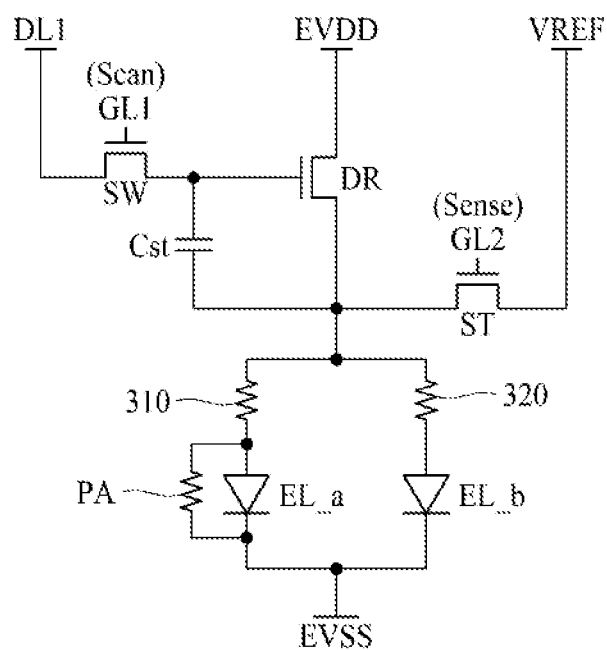 DL1
EVDD
VREF
(Scan)
GL1
SW
DR
(Sense)
GL2
Cst
ST
310
320
PA
EL_a
EL_b
EVSS